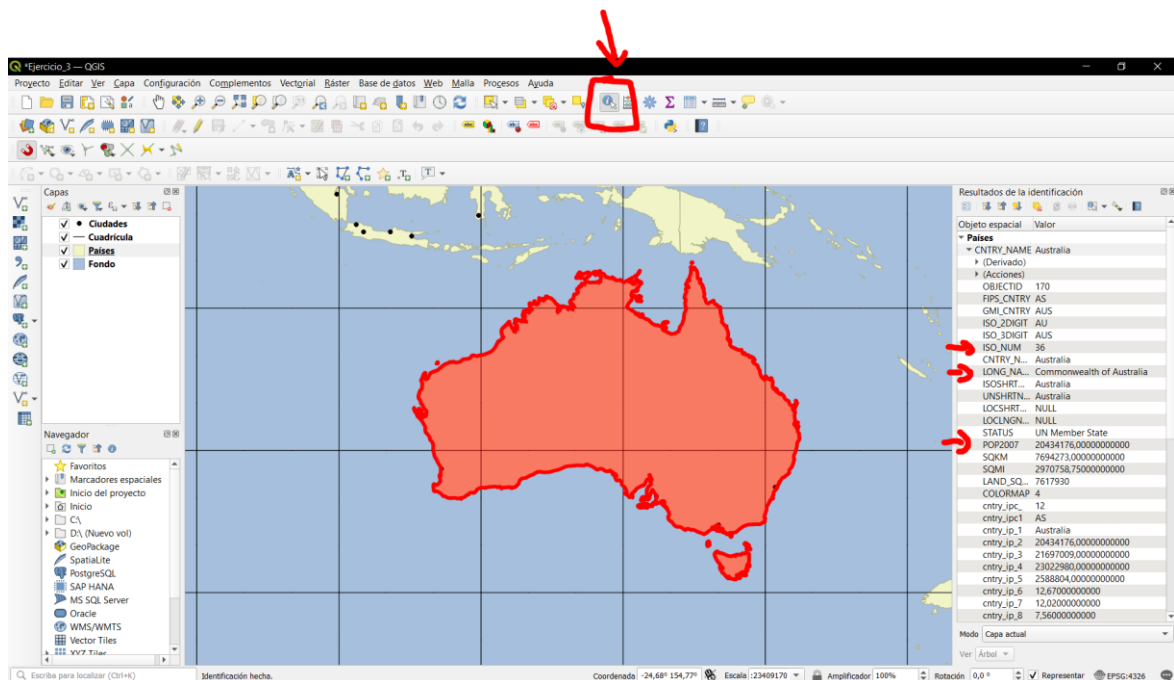 *Ejercicio_3 — QGIS
Proyecto Editar Ver Capa Configuración Complementos Vectorial Ráster Base de datos Web Malla Procesos Ayuda
Capas
Ciudades
Cuadrícula
Países
Fondo
Navegador
Favoritos
Marcadores espaciales
Inicio del proyecto
Inicio
C:\
D:\ (Nuevo vol)
GeoPackage
SpatiaLite
PostgreSQL
SAP HANA
MS SQL Server
Oracle
WMS/WMTS
Vector Tiles
XYZ Tiles
Resultados de la identificación
Objeto espacial Valor
Países
CNTRY_NAME Australia
(Derivado)
(Acciones)
OBJECTID 170
FIPS_CNTRY AS
GMI_CNTRY AUS
ISO_2DIGIT AU
ISO_3DIGIT AUS
ISO_NUM 36
CNTRY_N... Australia
LONG_NA... Commonwealth of Australia
ISOSHRT... Australia
UNSHRTN... Australia
LOCSHRT... NULL
LOCLNGN... NULL
STATUS UN Member State
POP2007 20434176,0000000000
SQKM 7694273,00000000000
SQMI 2970758,75000000000
LAND_SQ... 7617930
COLORMAP 4
cntry_ipc_ 12
cntry_ipc1 AS
cntry_ip_1 Australia
cntry_ip_2 20434176,00000000000
cntry_ip_3 21697009,00000000000
cntry_ip_4 23022980,00000000000
cntry_ip_5 2588804,00000000000
cntry_ip_6 12,67000000000
cntry_ip_7 12,02000000000
cntry_ip_8 7,56000000000
Modo Capa actual
Ver Árbol
Escriba para localizar (Ctrl+K) Identificación hecha. Coordenada -24,68° 154,77° Escala :23409170 Amplificador 100% Rotación 0,0 ° Representar EPSG:4326